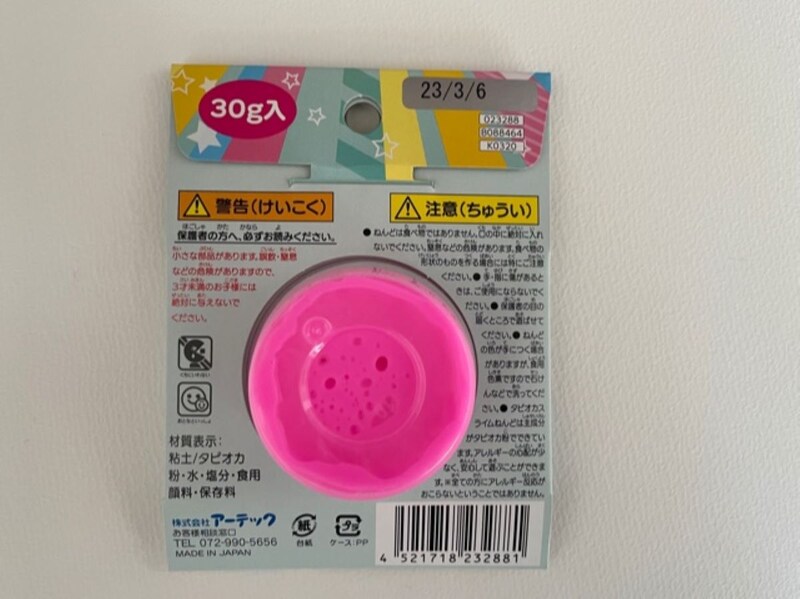 30g入
23/3/6
023288
8088464
K0320
警告(けいこく)
保護者の方へ、必ずお読みください。
小さな部品があります。誤飲・窒息
などの危険がありますので、
3才未満のお子様には
絶対に与えないで
ください。
材質表示:
粘土/タピオカ
粉・水・塩分・食用
顔料・保存料
注意(ちゅうい)
●ねんどは食べ物ではありません。口の中に絶対に入れ
ないでください。窒息などの危険があります。食べ物の
形状のものを作る場合には特にご注意
ください。●手・指に傷があると
きは、ご使用にならないでく
ださい。●保護者の目の
届くところで遊ばせて
ください。●ねんど
の色が手につく場合
がありますが、食用
色素ですので石け
んなどで洗ってくだ
さい。●タピオカス
ライムねんどは主成分
がタピオカ粉でできてい
ます。アレルギーの心配が少
なく、安心して遊ぶことができま
す。※全ての方にアレルギー反応が
おこらないということではありません。
株式会社 アーテック
お客様相談窓口
TEL. 072-990-5656
MADE IN JAPAN
紙
台紙
プラ
ケース:PP
4 521718 232881